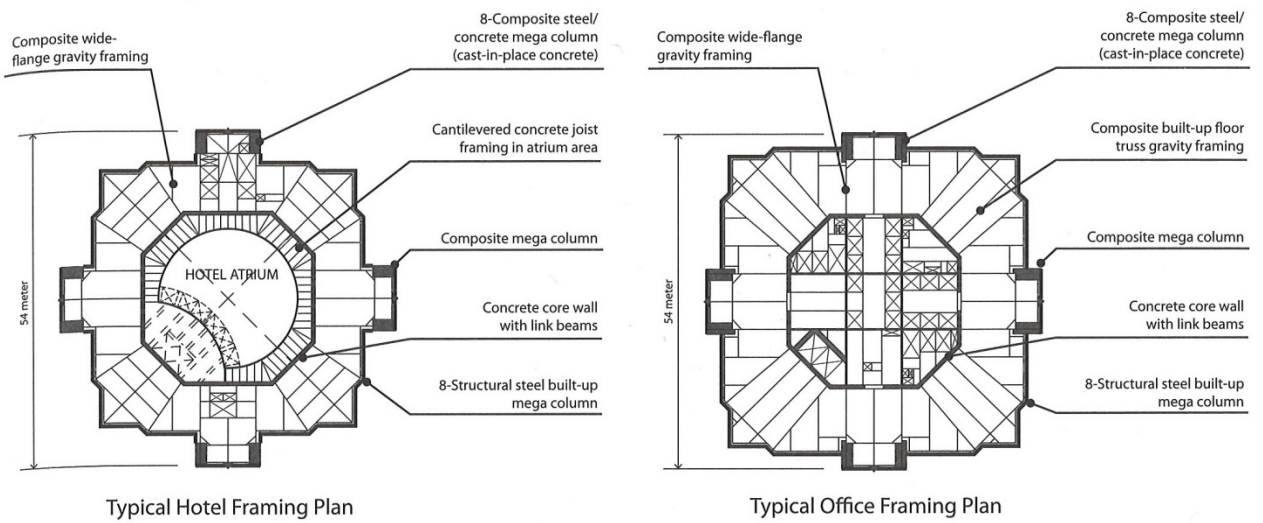 Composite wide-
flange gravity framing
8-Composite steel/
concrete mega column
(cast-in-place concrete)
Cantilevered concrete joist
framing in atrium area
Composite mega column
HOTEL ATRIUM
54 meter
Concrete core wall
with link beams
8-Structural steel built-up
mega column
Typical Hotel Framing Plan
Composite wide-flange
gravity framing
8-Composite steel/
concrete mega column
(cast-in-place concrete)
Composite built-up floor
truss gravity framing
Composite mega column
54 meter
Concrete core wall
with link beams
8-Structural steel built-up
mega column
Typical Office Framing Plan